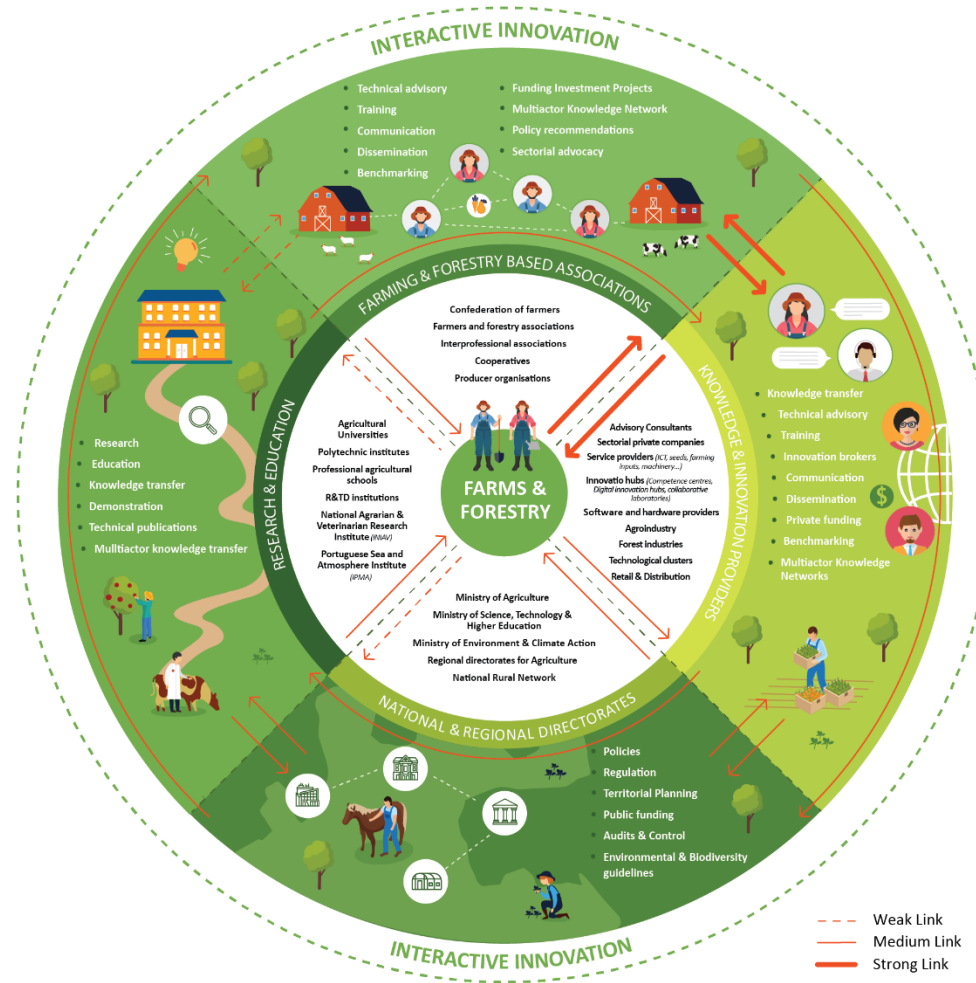 INTERACTIVE INNOVATION
Technical advisory
Training
Communication
Dissemination
Benchmarking
Funding Investment Projects
Multiactor Knowledge Network
Policy recommendations
Sectorial advocacy
FARMING & FORESTRY BASED ASSOCIATIONS
Confederation of farmers
Farmers and forestry associations
Interprofessional associations
Cooperatives
Producer organisations
RESEARCH & EDUCATION
Research
Education
Knowledge transfer
Demonstration
Technical publications
Multiactor knowledge transfer
Agricultural
Universities
Polytechnic institutes
Professional agricultural
schools
R&TD institutions
National Agrarian &
Veterinarian Research
Institute (INIAV)
Portuguese Sea and
Atmosphere Institute
(IPMA)
FARMS &
FORESTRY
Advisory Consultants
Sectorial private companies
Service providers (ICT, seeds, farming
inputs, machinery...)
Innovatio hubs (Competence centres,
Digital innovation hubs, collaborative
laboratories)
Software and hardware providers
Agroindustry
Forest industries
Technological clusters
Retail & Distribution
KNOWLEDGE & INNOVATION PROVIDERS
Knowledge transfer
Technical advisory
Training
Innovation brokers
Communication
Dissemination
Private funding
Benchmarking
Multiactor Knowledge
Networks
$
Ministry of Agriculture
Ministry of Science, Technology &
Higher Education
Ministry of Environment & Climate Action
Regional directorates for Agriculture
National Rural Network
NATIONAL & REGIONAL DIRECTORATES
Policies
Regulation
Territorial Planning
Public funding
Audits & Control
Environmental & Biodiversity
guidelines
INTERACTIVE INNOVATION
Weak Link
Medium Link
Strong Link